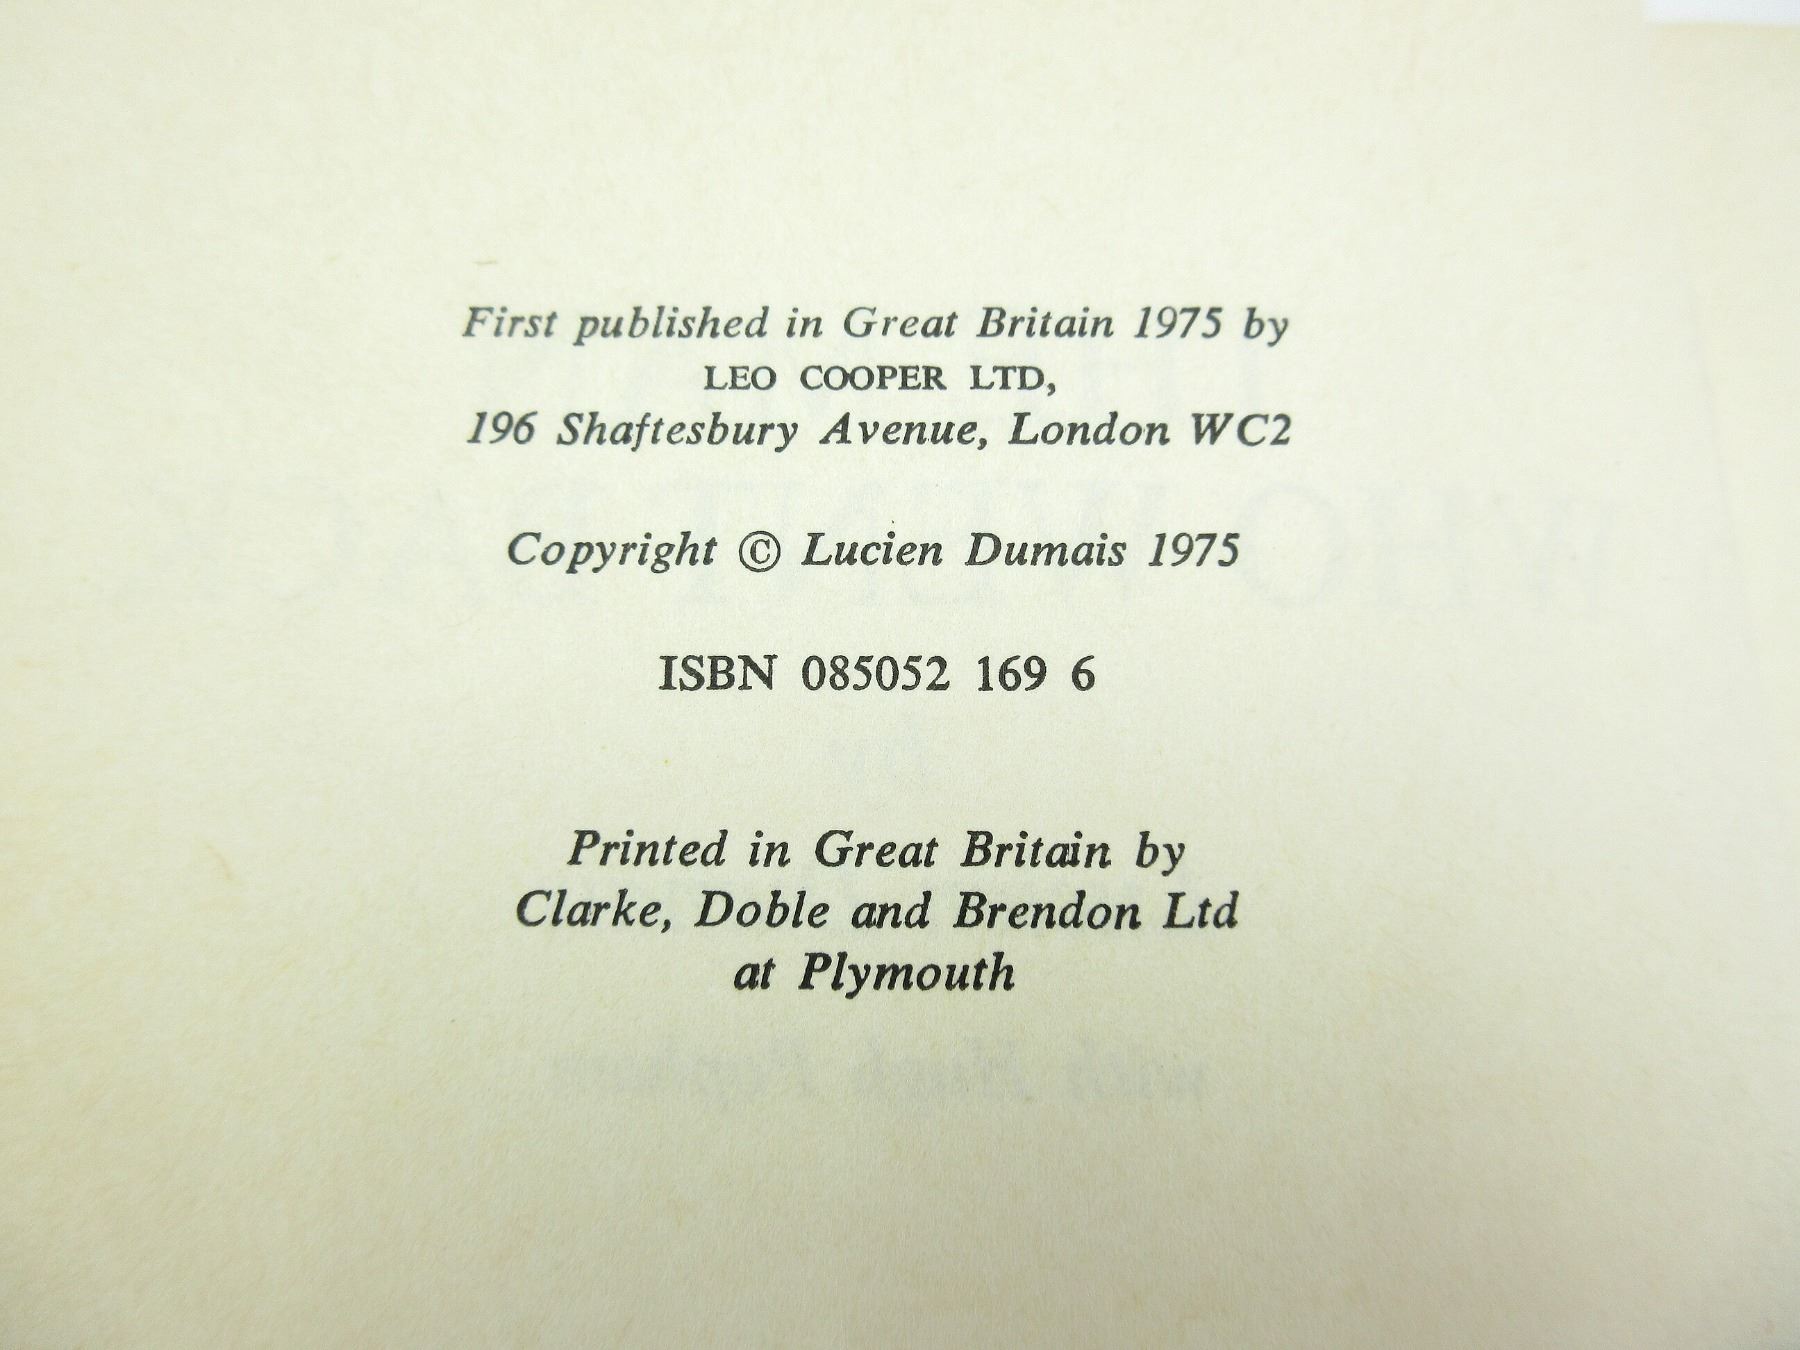 First published in Great Britain 1975 by
LEO COOPER LTD,
196 Shaftesbury Avenue, London WC2
Copyright © Lucien Dumais 1975
ISBN 085052 169 6
Printed in Great Britain by
Clarke, Doble and Brendon Ltd
at Plymouth